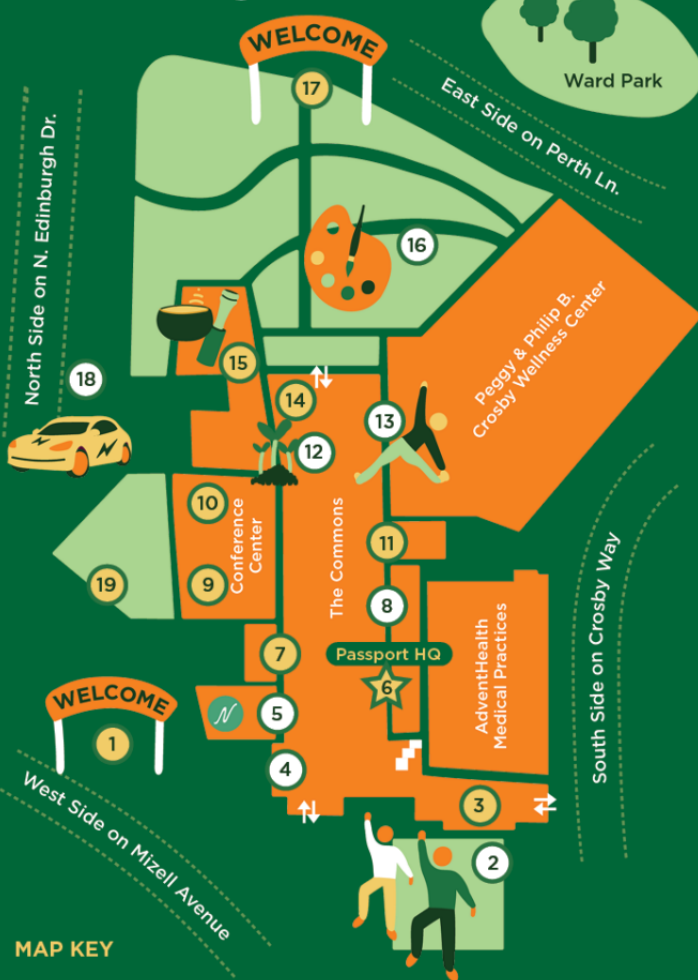 WELCOME
Ward Park
17
East Side on Perth Ln.
North Side on N. Edinburgh Dr.
16
Peggy & Philip B.
Crosby Wellness Center
15
18
14
13
12
10
Conference
Center
The Commons
11
19
9
8
South Side on Crosby Way
7
Passport HQ
6
AdventHealth
Medical Practices
WELCOME
N
5
1
4
3
West Side on Mizell Avenue
2
MAP KEY